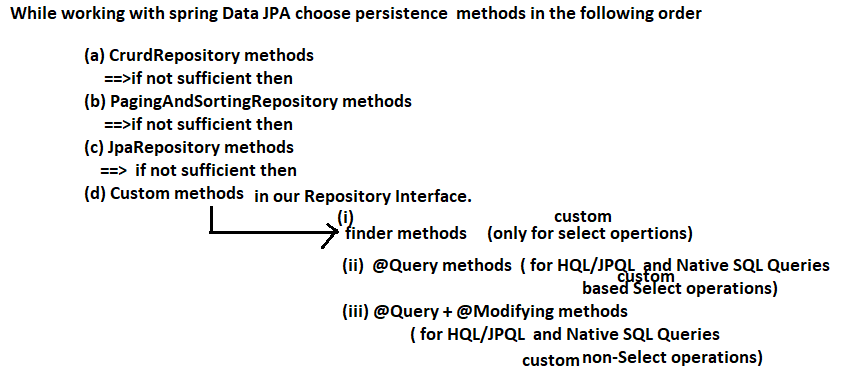 While working with spring Data JPA choose persistence methods in the following order
(a) CrurdRepository methods
==>if not sufficient then
(b) PagingAndSortingRepository methods
==>if not sufficient then
(c) JpaRepository methods
==> if not sufficient then
(d) Custom methods in our Repository Interface.
(i) custom
finder methods (only for select opertions)
(ii) @Query methods ( for HQL/JPQL and Native SQL Queries
custom
based Select operations)
(iii) @Query + @Modifying methods
( for HQL/JPQL and Native SQL Queries
custom non-Select operations)